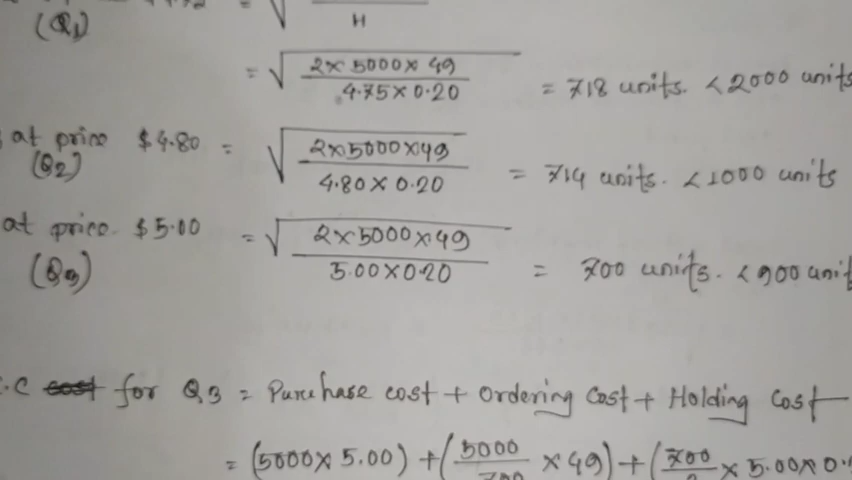 (Q1) = √ H
= √ 2×5000×49 / 4.75×0.20 = 718 units. <2000 units
at price $4.80 = √ 2×5000×49 / 4.80×0.20 = 714 units. <1000 units
(Q2)
at price. $5.00 = √ 2×5000×49 / 5.00×0.20 = 700 units. <900 unit
(Q3)
.C cost for Q3 = Purchase cost + Ordering Cost + Holding Cost
= (5000×5.00) + (5000 / 700 ×49) + (700 / 2 × 5.00×0.